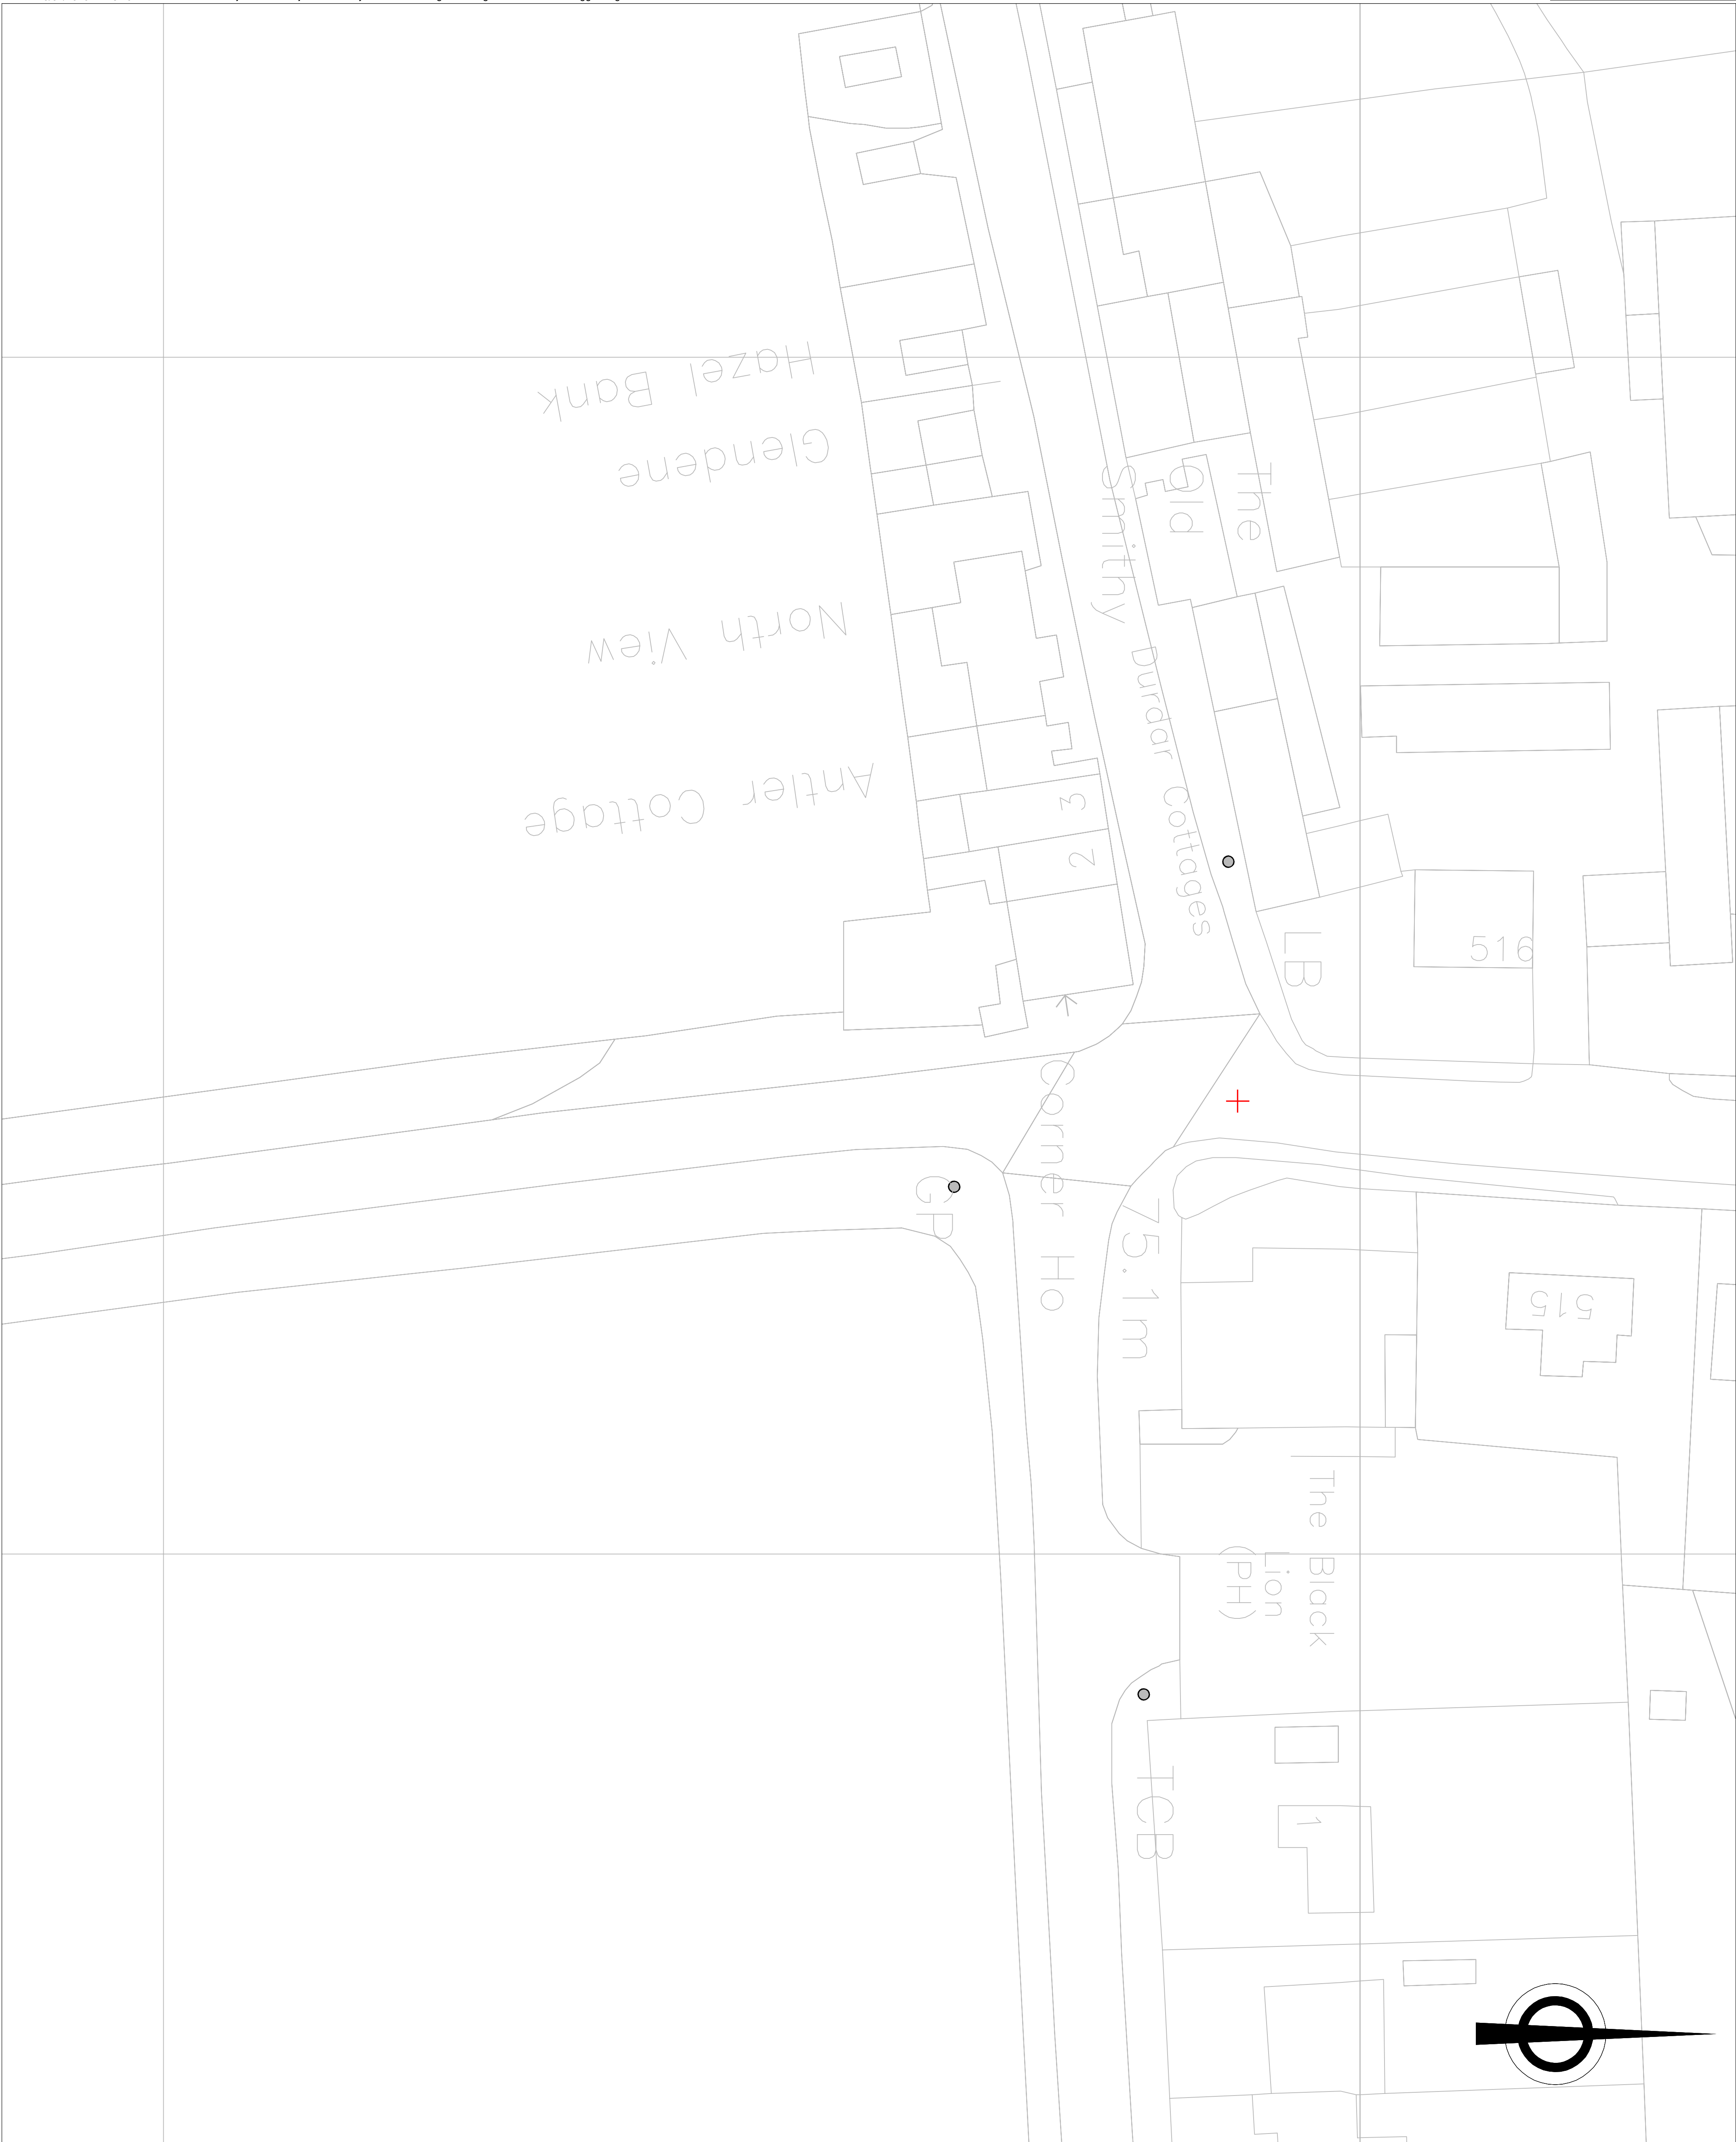 Hazel Bank
Glendene
North View
Antler Cottage
The
Old
Smithy
Durdar Cottages
3
2
LB
516
Corner Ho
GP
75.1m
515
The Black
Lion
(PH)
TCB
1